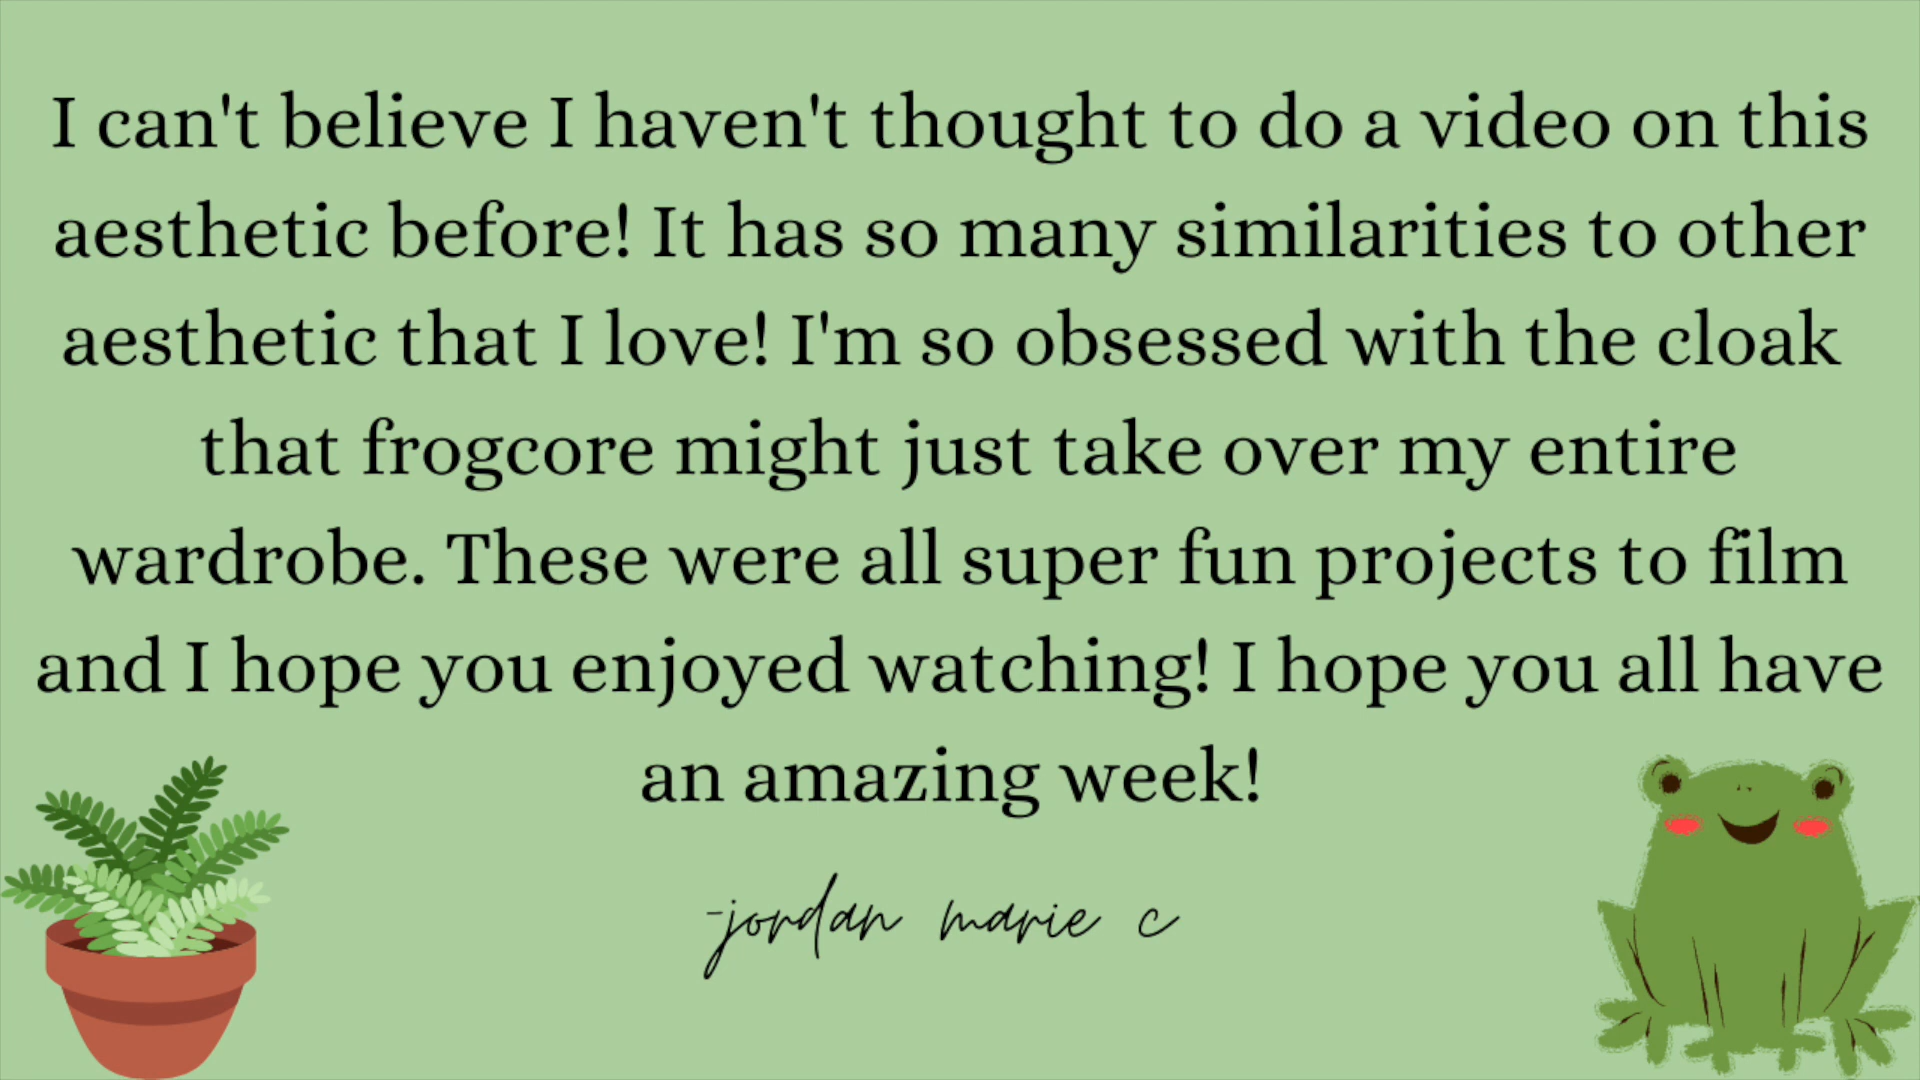 I can't believe I haven't thought to do a video on this
aesthetic before! It has so many similarities to other
aesthetic that I love! I'm so obsessed with the cloak
that frogcore might just take over my entire
wardrobe. These were all super fun projects to film
and I hope you enjoyed watching! I hope you all have
an amazing week!
-jordan marie c